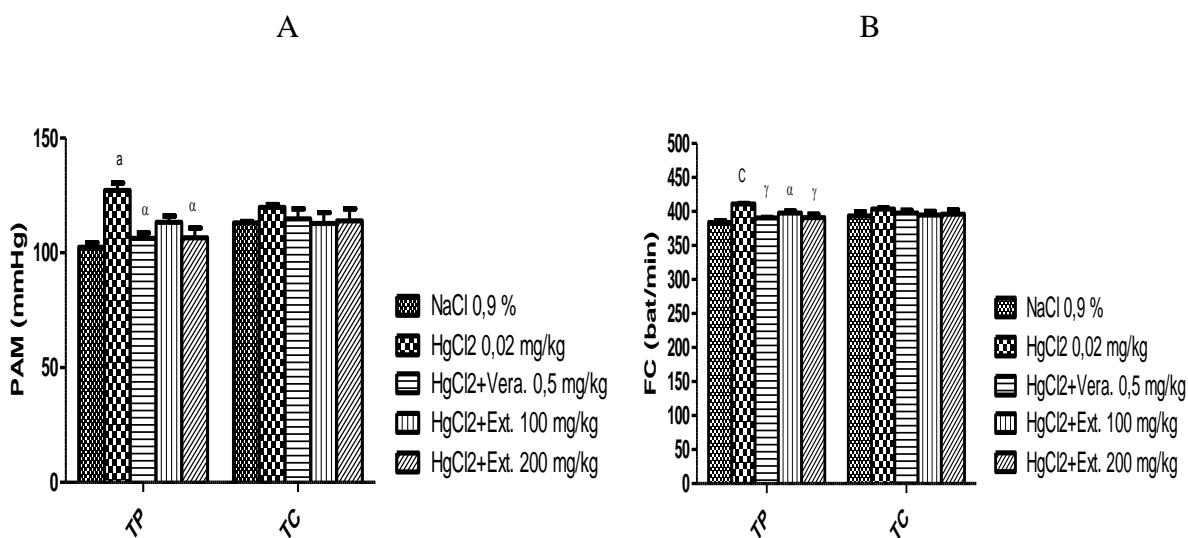 A
B
PAM (mmHg)
150
100
50
0
a
α
α
TP
TC
NaCl 0,9 %
HgCl2 0,02 mg/kg
HgCl2+Vera. 0,5 mg/kg
HgCl2+Ext. 100 mg/kg
HgCl2+Ext. 200 mg/kg
FC (bat/min)
500
450
400
350
300
250
200
150
100
50
0
C
γ
α
γ
TP
TC
NaCl 0,9 %
HgCl2 0,02 mg/kg
HgCl2+Vera. 0,5 mg/kg
HgCl2+Ext. 100 mg/kg
HgCl2+Ext. 200 mg/kg